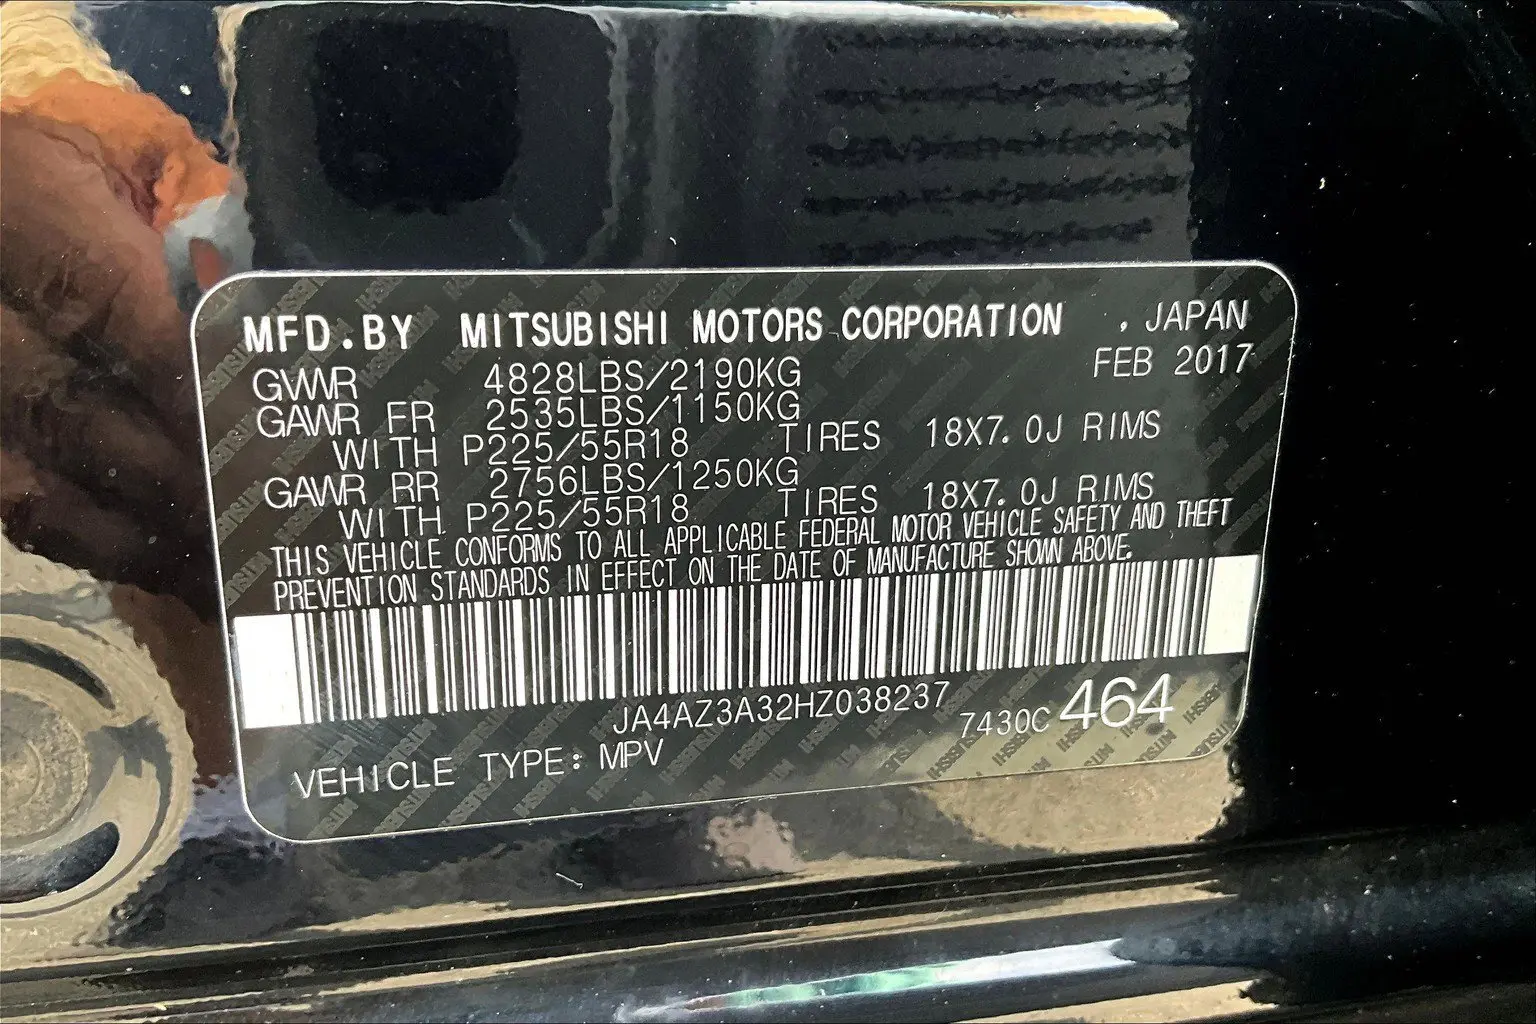 MFD.BY MITSUBISHI MOTORS CORPORATION , JAPAN
GVWR 4828LBS/2190KG FEB 2017
GAWR FR 2535LBS/1150KG
WITH P225/55R18 TIRES 18X7.0J RIMS
GAWR RR 2756LBS/1250KG
WITH P225/55R18 TIRES 18X7.0J RIMS
THIS VEHICLE CONFORMS TO ALL APPLICABLE FEDERAL MOTOR VEHICLE SAFETY AND THEFT
PREVENTION STANDARDS IN EFFECT ON THE DATE OF MANUFACTURE SHOWN ABOVE.
JA4AZ3A32HZ038237 7430C 464
VEHICLE TYPE: MPV